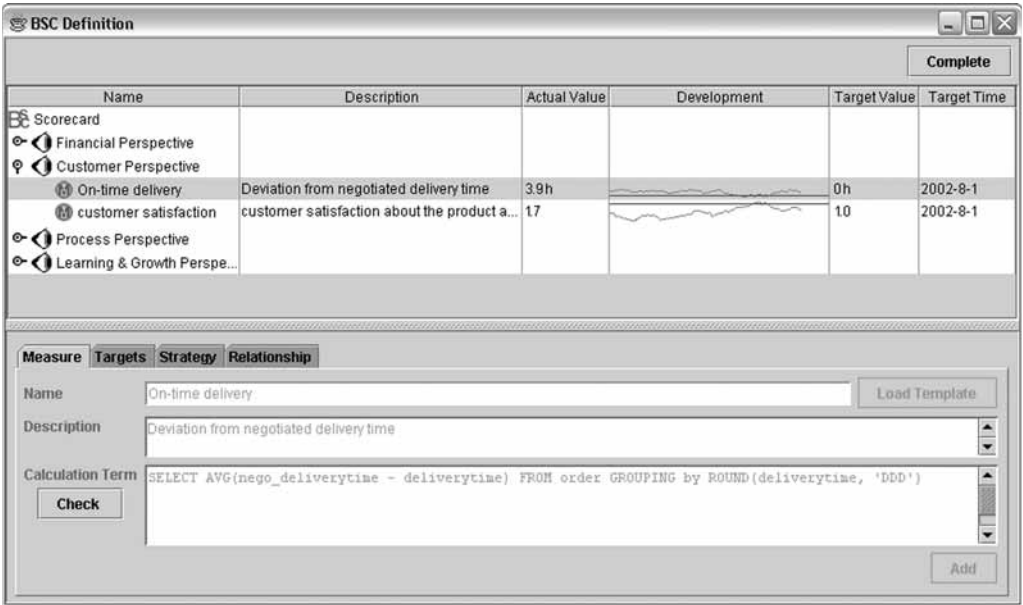 BSC Definition
Complete
Name Description Actual Value Development Target Value Target Time
Scorecard
Financial Perspective
Customer Perspective
On-time delivery Deviation from negotiated delivery time 3.9 h 0 h 2002-8-1
customer satisfaction customer satisfaction about the product a... 1.7 1.0 2002-8-1
Process Perspective
Learning & Growth Perspe...
Measure Targets Strategy Relationship
Name On-time delivery Load Template
Description Deviation from negotiated delivery time
Calculation Term SELECT AVG(nego_deliverytime - deliverytime) FROM order GROUPING by ROUND(deliverytime, 'DDD')
Check
Add